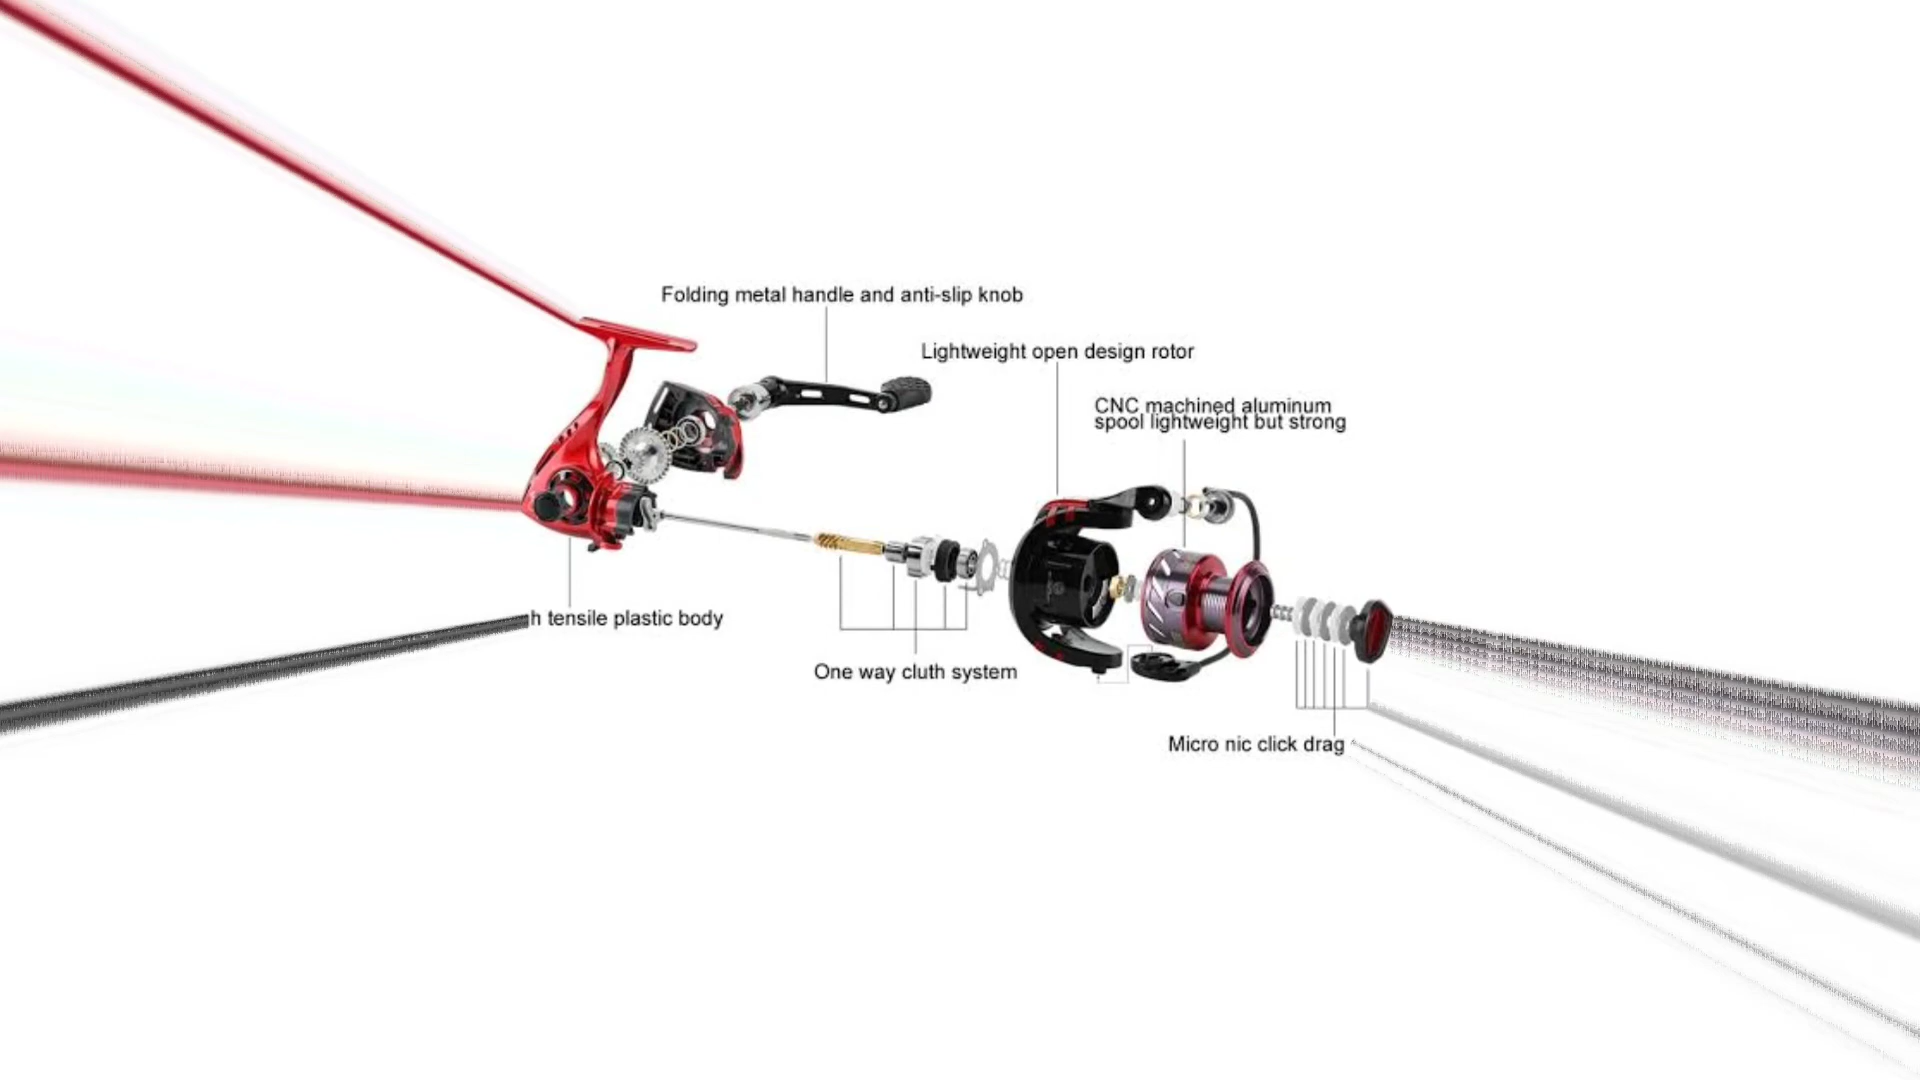 Folding metal handle and anti-slip knob
Lightweight open design rotor
CNC machined aluminum
spool lightweight but strong
tensile plastic body
One way cluth system
Micro nic click drag